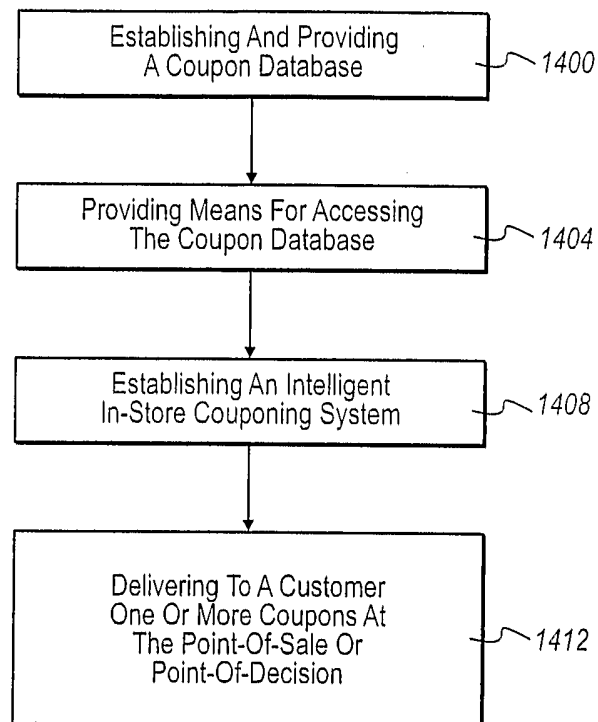 Establishing And Providing
A Coupon Database
1400
Providing Means For Accessing
The Coupon Database
1404
Establishing An Intelligent
In-Store Couponing System
1408
Delivering To A Customer
One Or More Coupons At
The Point-Of-Sale Or
Point-Of-Decision
1412